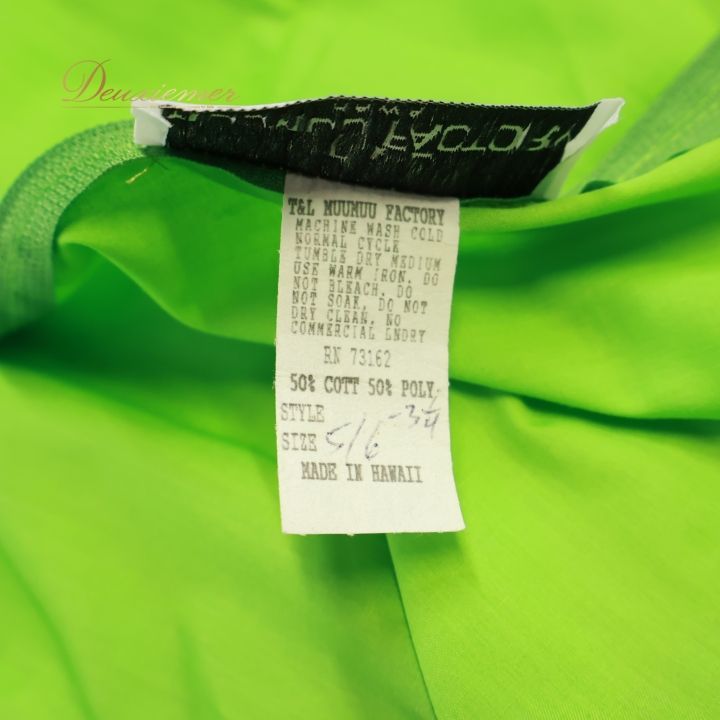 Deuxiemer
T&L MUUMUU FACTORY
MACHINE WASH COLD
NORMAL CYCLE
TUMBLE DRY MEDIUM
USE WARM IRON. DO
NOT BLEACH. DO
NOT SOAK. DO NOT
DRY CLEAN. NO
COMMERCIAL LNDRY
RN 73162
50% COTT 50% POLY
STYLE
SIZE 5/6 -3X
MADE IN HAWAII